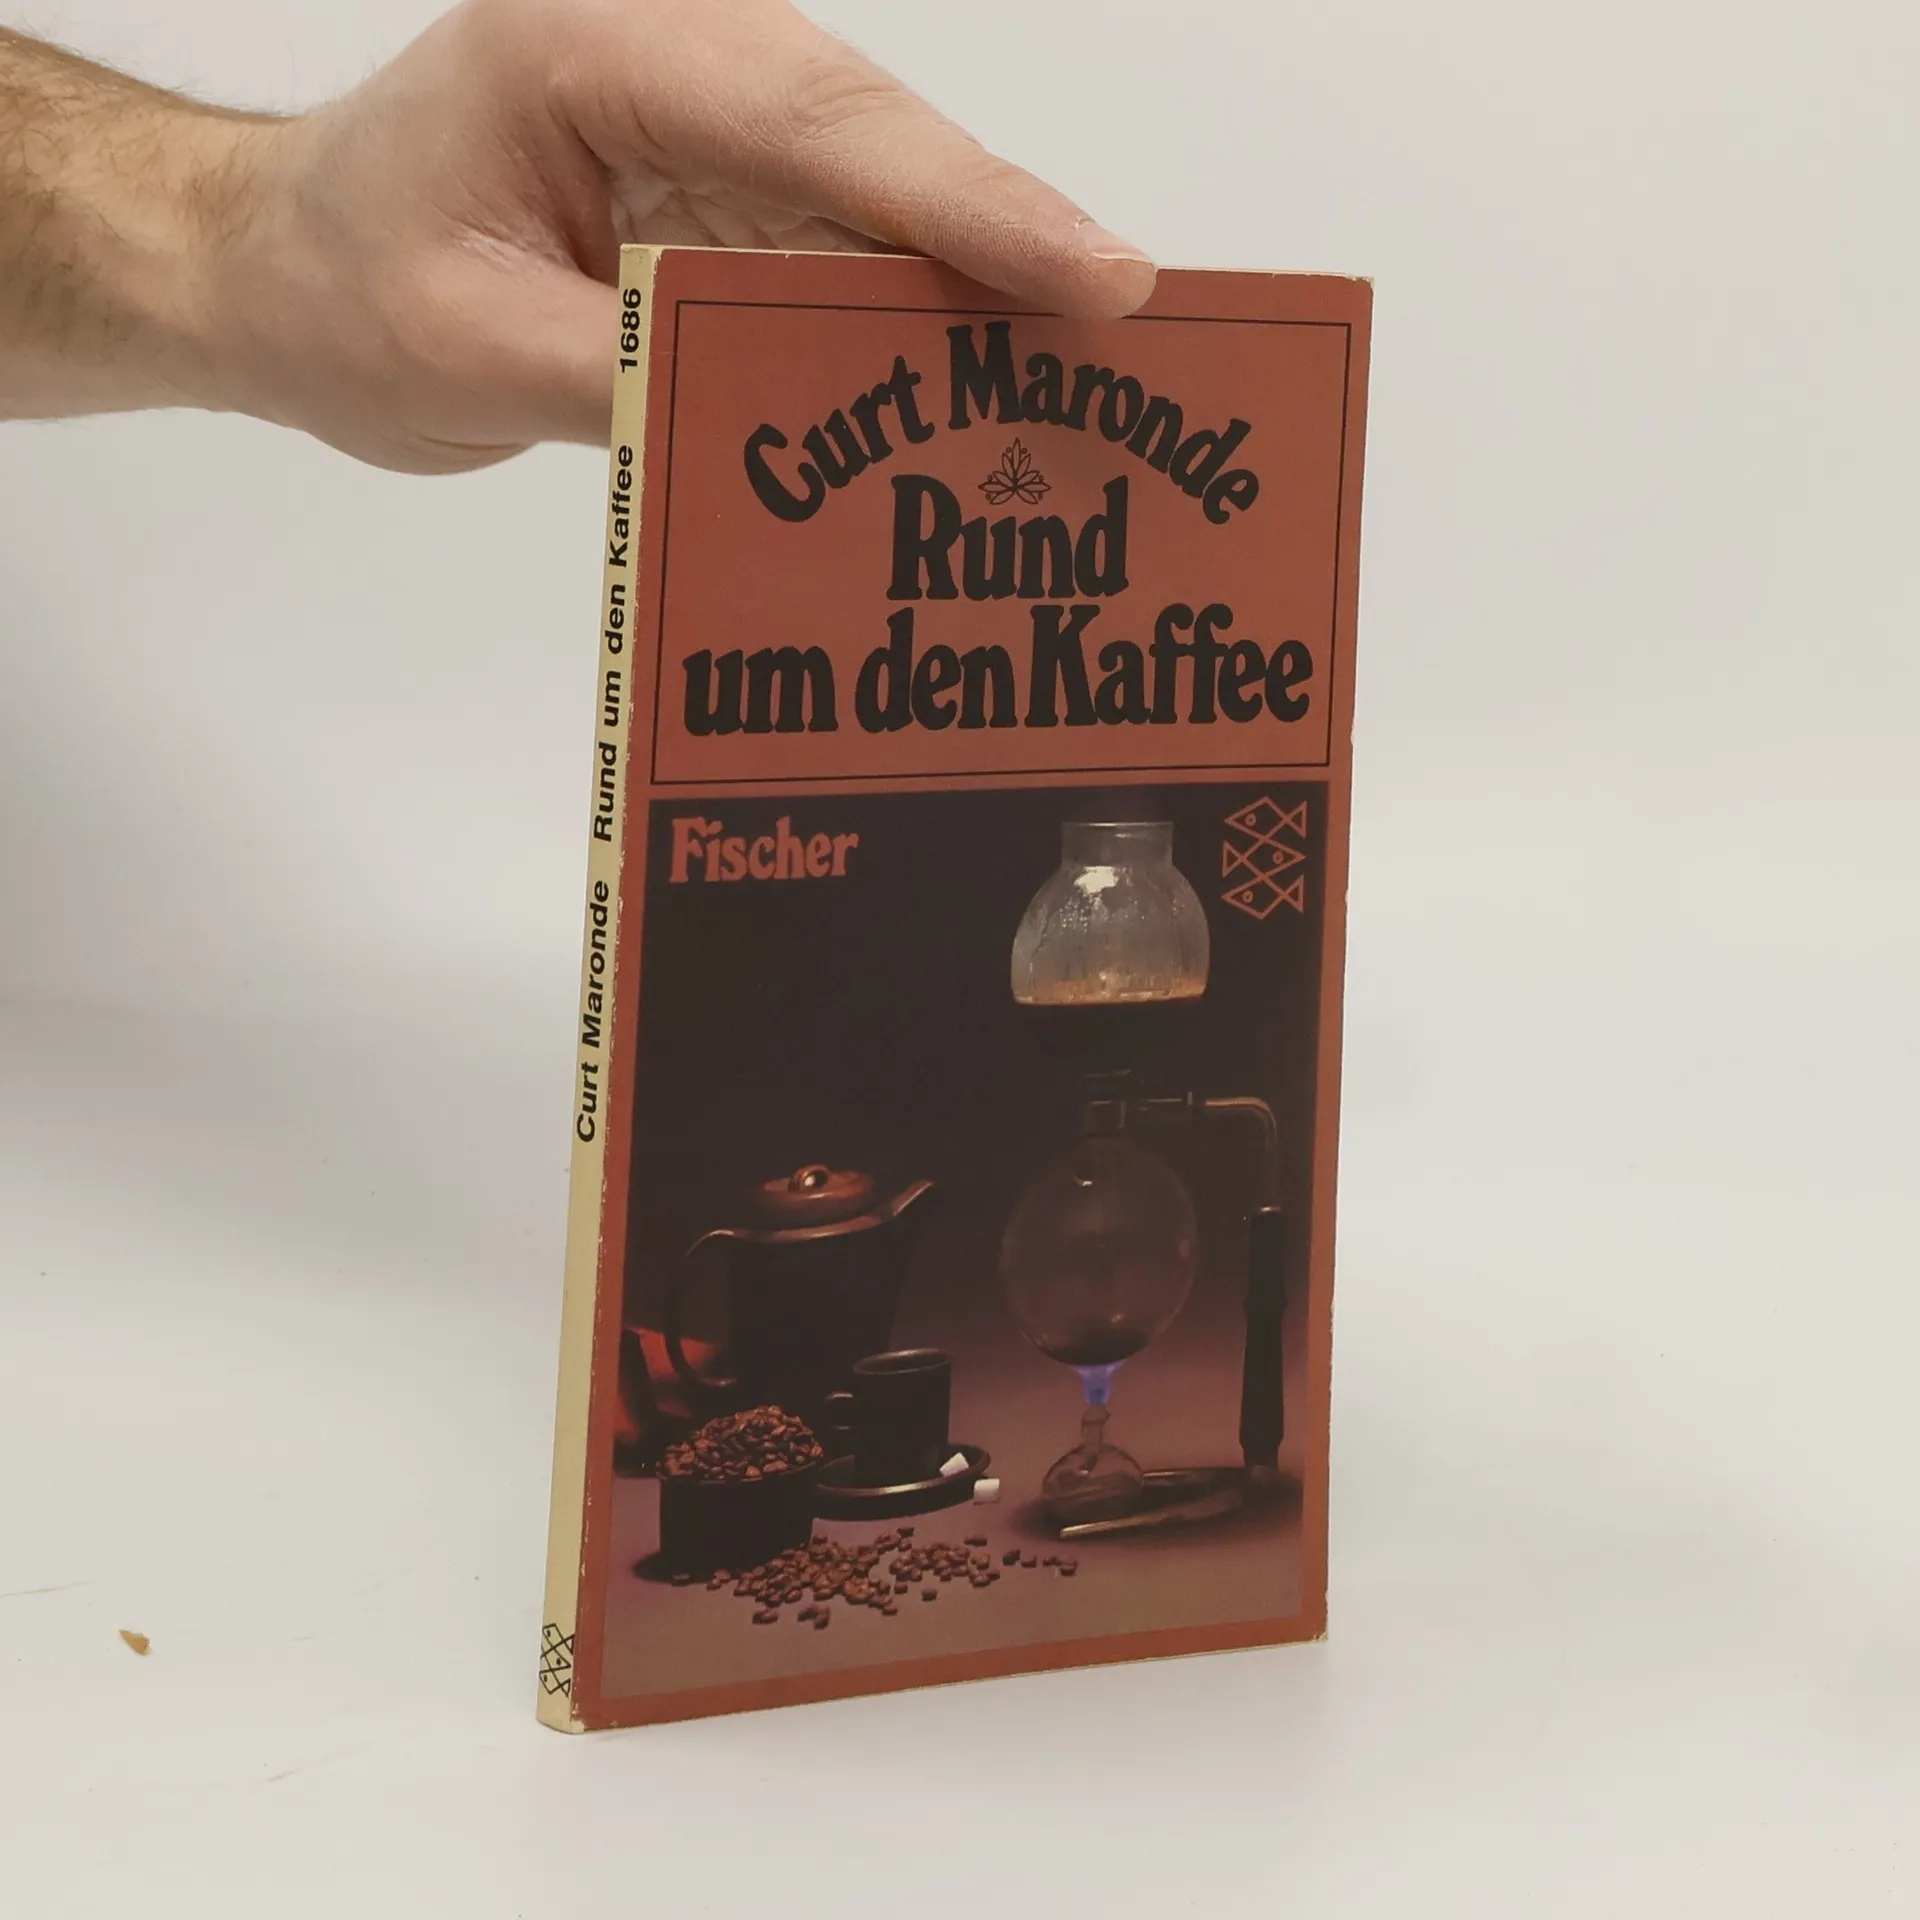 Curt Maronde
Rund
um den Kaffee
Fischer
Curt Maronde Rund um den Kaffee 1686